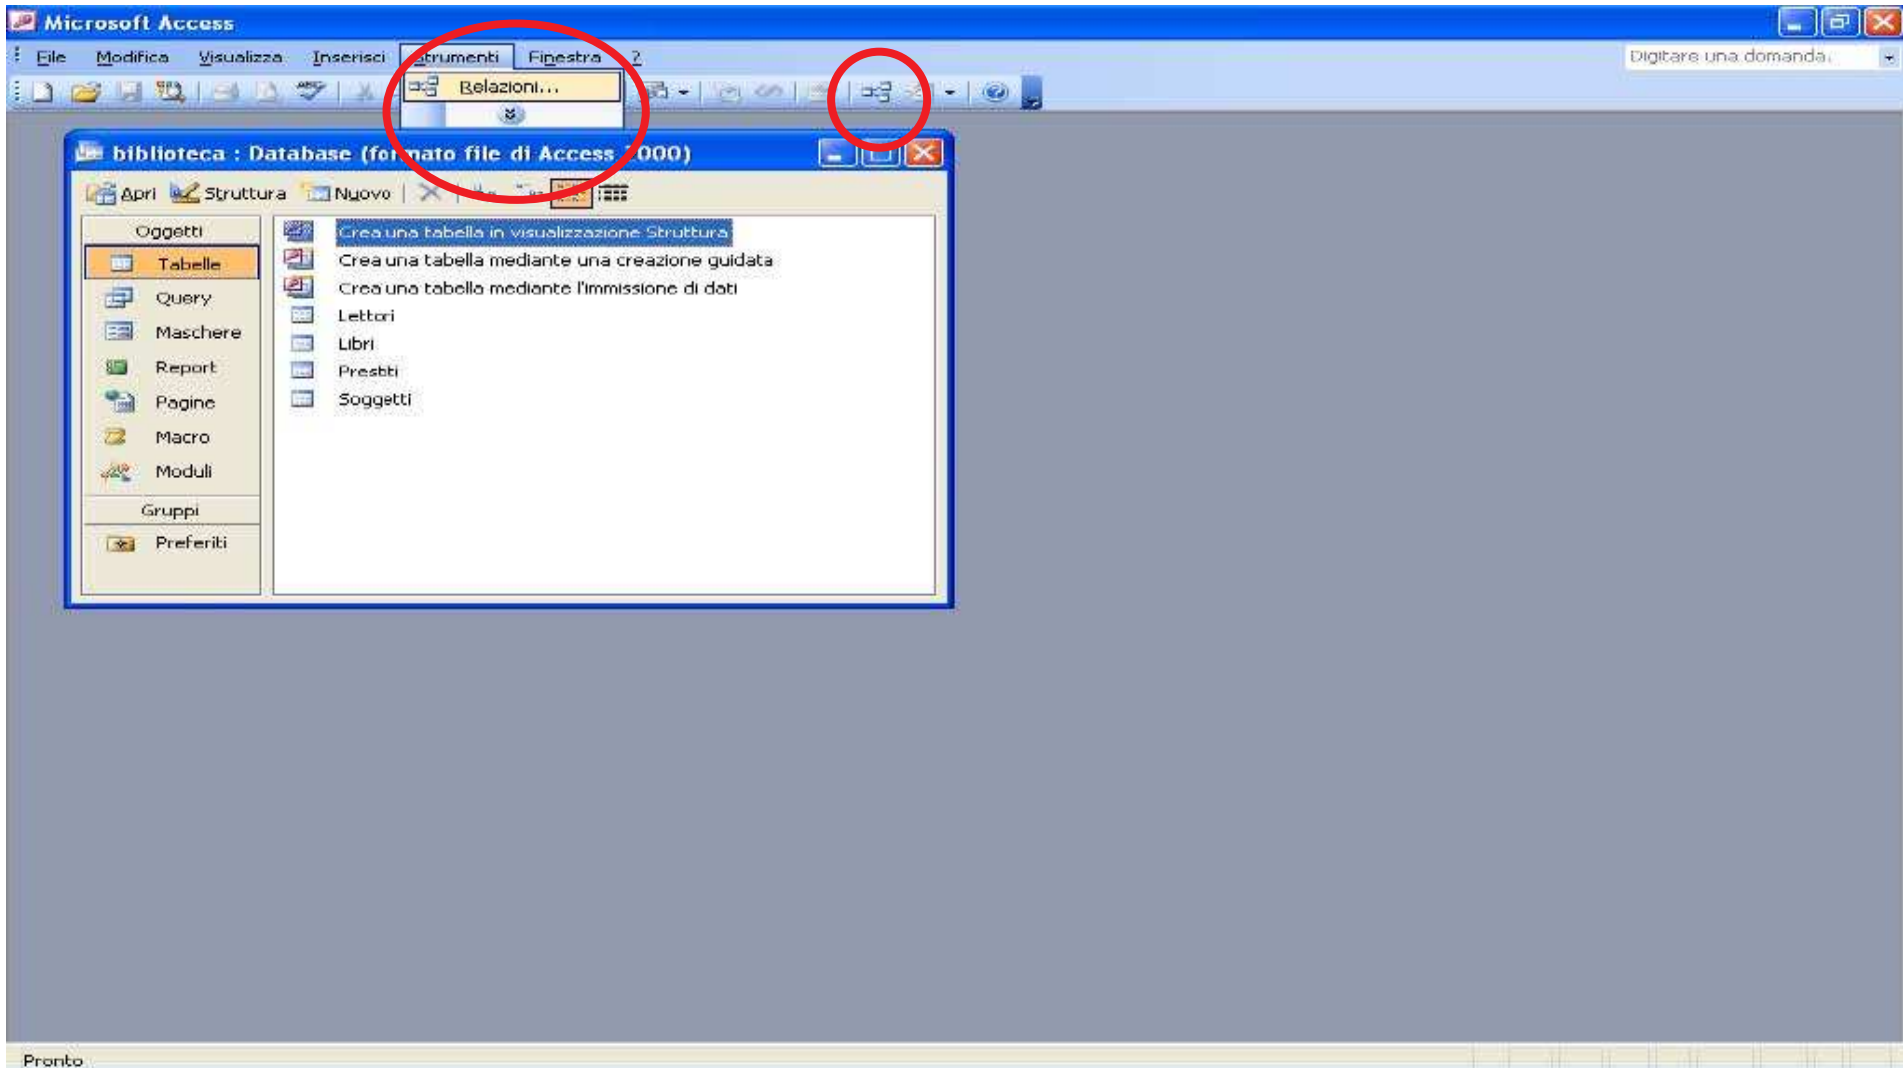 Microsoft Access
File Modifica Visualizza Inserisci Strumenti Finestra ?
Digitare una domanda.
Relazioni...
biblioteca : Database (formato file di Access 2000)
Apri Struttura Nuovo
Oggetti
Tabelle
Query
Maschere
Report
Pagine
Macro
Moduli
Gruppi
Preferiti
Crea una tabella in visualizzazione Struttura
Crea una tabella mediante una creazione guidata
Crea una tabella mediante l'immissione di dati
Lettori
Libri
Prestiti
Soggetti
Pronto